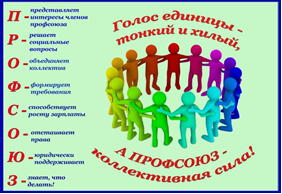 П - представляет
интересы членов
профсоюза
Р - решает
социальные
вопросы
О - объединяет
коллектив
Ф - формирует
требования
С - способствует
росту зарплаты
О - отстаивает
права
Ю - юридически
поддерживает
З - знает, что
делать!
Голос единицы -
тонкий и хилый,
А ПРОФСОЮЗ -
коллективная сила!